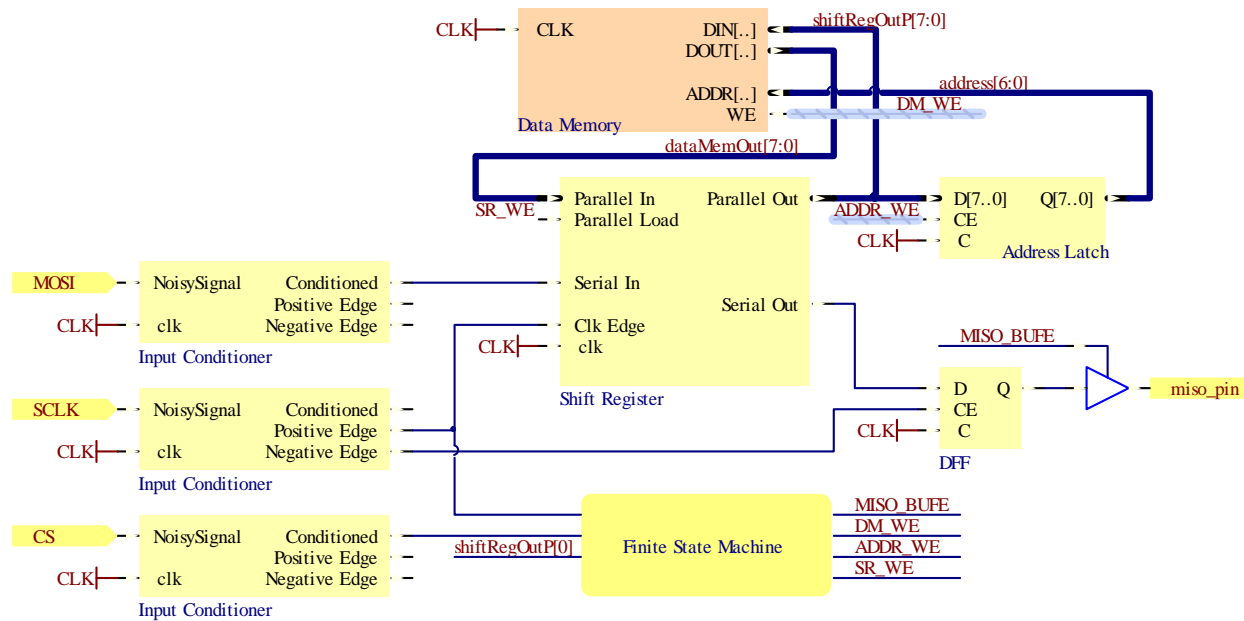 shiftRegOutP[7:0]
CLK
CLK
DIN[..]
DOUT[..]
ADDR[..]
WE
address[6:0]
DM_WE
Data Memory
dataMemOut[7:0]
SR_WE
Parallel In
Parallel Load
Parallel Out
Serial In
Serial Out
Clk Edge
clk
CLK
Shift Register
ADDR_WE
CLK
D[7..0]
Q[7..0]
CE
C
Address Latch
MOSI
CLK
NoisySignal
Conditioned
Positive Edge
clk
Negative Edge
Input Conditioner
SCLK
CLK
NoisySignal
Conditioned
Positive Edge
clk
Negative Edge
Input Conditioner
MISO_BUFE
D
Q
CE
C
CLK
DFF
miso_pin
CS
CLK
NoisySignal
Conditioned
Positive Edge
clk
Negative Edge
Input Conditioner
shiftRegOutP[0]
Finite State Machine
MISO_BUFE
DM_WE
ADDR_WE
SR_WE